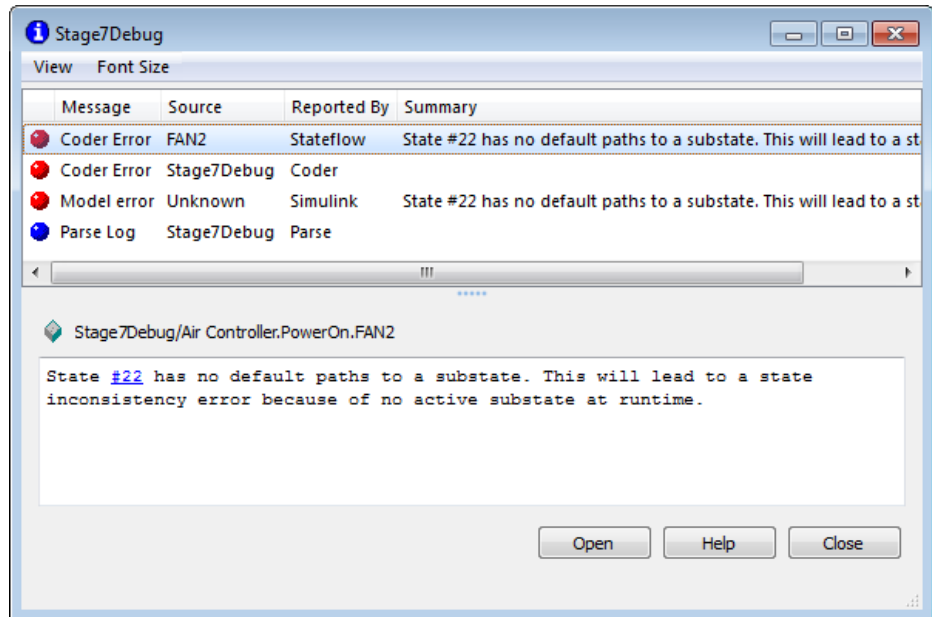 Stage7Debug
View Font Size
Message Source Reported By Summary
Coder Error FAN2 Stateflow State #22 has no default paths to a substate. This will lead to a st
Coder Error Stage7Debug Coder
Model error Unknown Simulink State #22 has no default paths to a substate. This will lead to a st
Parse Log Stage7Debug Parse
Stage7Debug/Air Controller.PowerOn.FAN2
State #22 has no default paths to a substate. This will lead to a state
inconsistency error because of no active substate at runtime.
Open Help Close